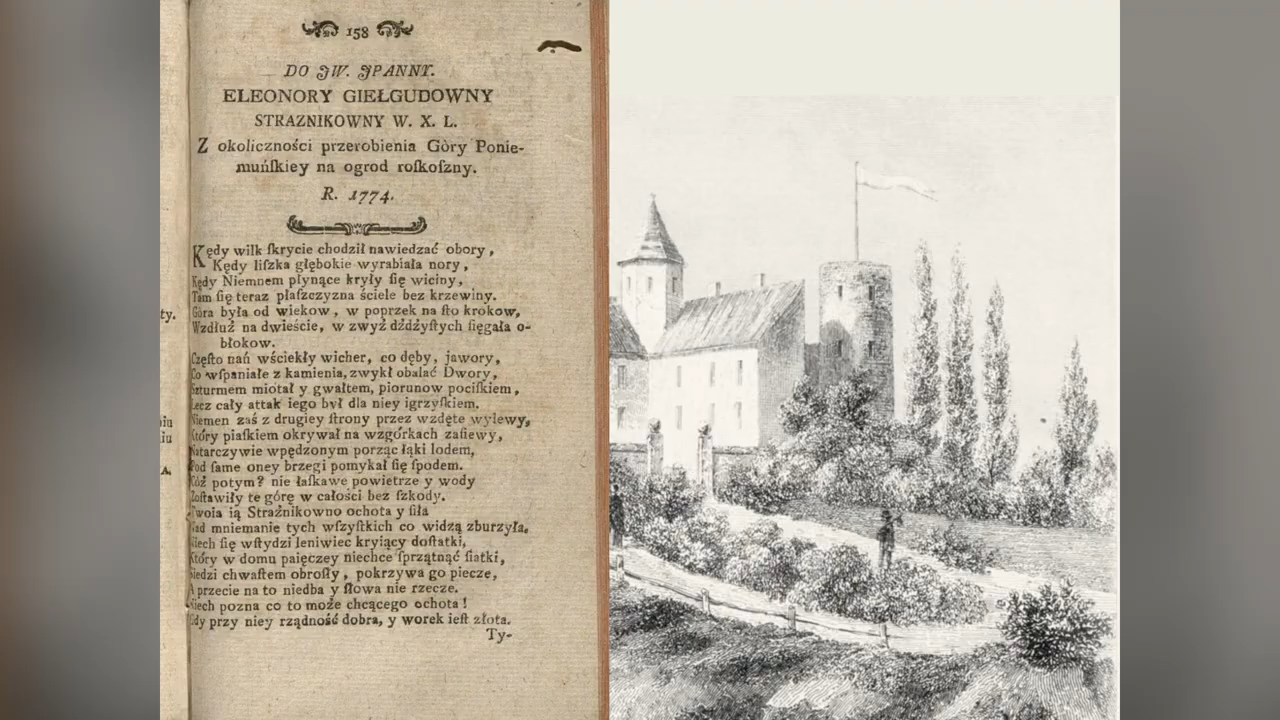 158
DO JW. JPANNY.
ELEONORY GIEŁGUDOWNY
STRAZNIKOWNY W. X. L.
Z okoliczności przerobienia Gòry Ponie-
muńſkiey na ogrod roſkoſzny.
R. 1774.
Kędy wilk ſkrycie chodził nawiedzać obory,
Kędy liſzka głębokie wyrabiała nory,
Kędy Niemnem płynące kryły ſię wiciny,
Tam ſię teraz płaſzczyzna ściele bez krzewiny.
Góra była od wiekow, w poprzek na ſto krokow,
Wzdłuż na dwieście, w zwyż dżdżyſtych ſięgała o-
błokow.
Częſto nań wściekły wicher, co dęby, jawory,
Co wſpaniałe z kamienia, zwykł obalać Dwory,
Szturmem miotał y gwałtem, piorunow pociſkiem,
Lecz cały attak iego był dla niey igrzyſkiem.
Niemen zaś z drugiey ſtrony przez wzdęte wylewy,
Który piaſkiem okrywał na wzgórkach zaſiewy,
Natarczywie wpędzonym porząc łąki lodem,
Pod ſame oney brzegi pomykał ſię ſpodem.
Cóż potym? nie łaſkawe powietrze y wody
Zoſtawiły te górę w całości bez ſzkody.
Twoia ią Strażnikowno ochota y ſiła
Nad mniemanie tych wſzyſtkich co widzą zburzyła.
Niech ſię wſtydzi leniwiec kryiący doſtatki,
Który w domu paięczey niechce ſprzątnąć ſiatki,
Siedzi chwaſtem obroſły, pokrzywa go piecze,
A przecie na to niedba y ſłowa nie rzecze.
Niech pozna co to może chcącego ochota!
Gdy przy niey rządność dobra, y worek ieſt złota.
Ty-
ty.
iu
A.